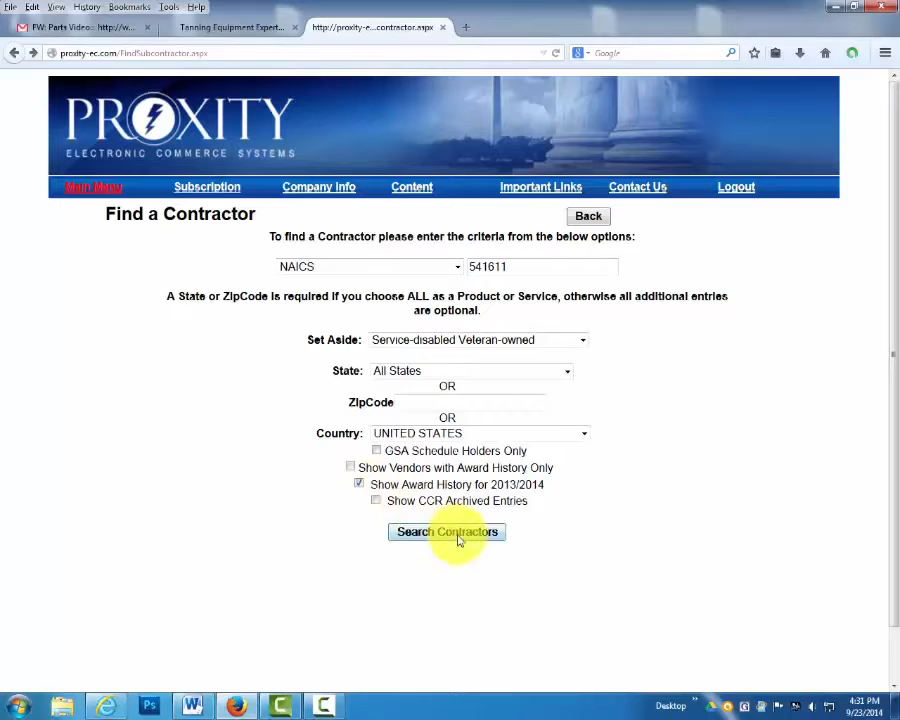 File Edit View History Bookmarks Tools Help
FW: Parts Video: http://w... × Tanning Equipment Expert... × http://proxity-e...contractor.aspx × +
proxity-ec.com/FindSubcontractor.aspx Google
PROXITY
ELECTRONIC COMMERCE SYSTEMS
Main Menu Subscription Company Info Content Important Links Contact Us Logout
Find a Contractor Back
To find a Contractor please enter the criteria from the below options:
NAICS 541611
A State or ZipCode is required if you choose ALL as a Product or Service, otherwise all additional entries
are optional.
Set Aside: Service-disabled Veteran-owned
State: All States
OR
ZipCode
OR
Country: UNITED STATES
GSA Schedule Holders Only
Show Vendors with Award History Only
Show Award History for 2013/2014
Show CCR Archived Entries
Search Contractors
Desktop 4:31 PM
9/23/2014